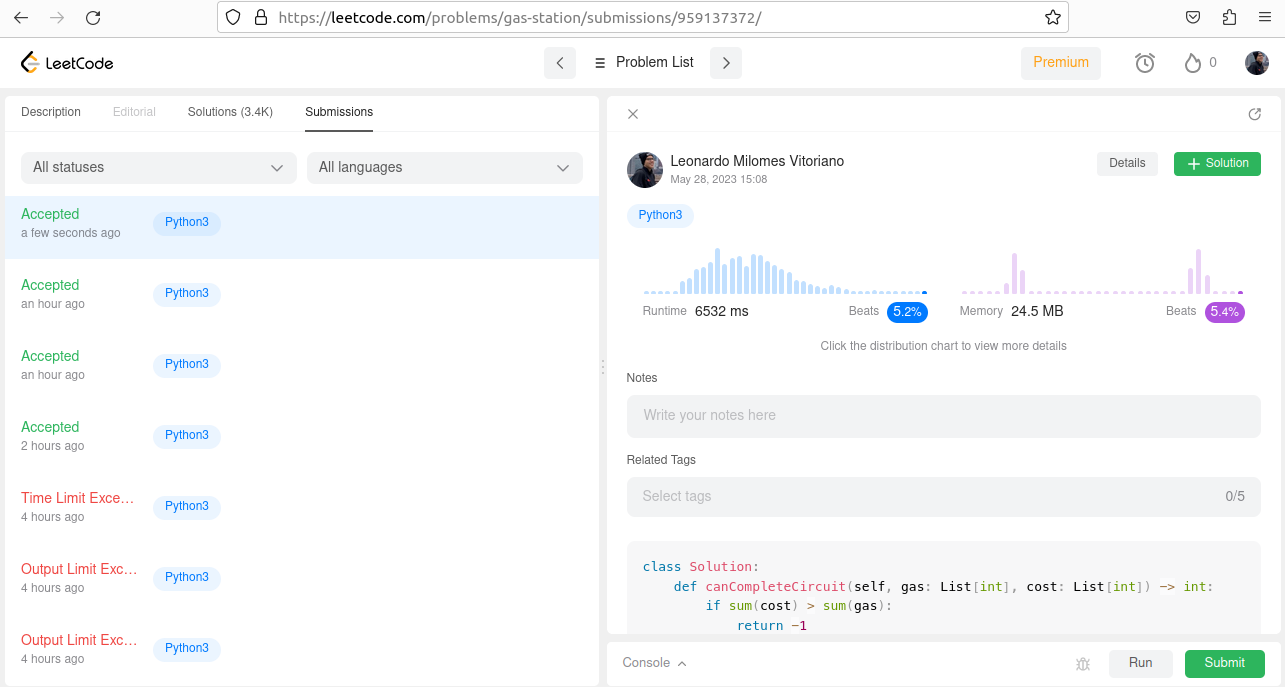 https://leetcode.com/problems/gas-station/submissions/959137372/
LeetCode
Problem List
Premium
0
Description
Editorial
Solutions (3.4K)
Submissions
All statuses
All languages
Accepted
a few seconds ago
Python3
Accepted
an hour ago
Python3
Accepted
an hour ago
Python3
Accepted
2 hours ago
Python3
Time Limit Exce…
4 hours ago
Python3
Output Limit Exc…
4 hours ago
Python3
Output Limit Exc…
4 hours ago
Python3
Leonardo Milomes Vitoriano
May 28, 2023 15:08
Details
Solution
Python3
Runtime 6532 ms
Beats 5.2%
Memory 24.5 MB
Beats 5.4%
Click the distribution chart to view more details
Notes
Write your notes here
Related Tags
Select tags
0/5
class Solution:
    def canCompleteCircuit(self, gas: List[int], cost: List[int]) -> int:
        if sum(cost) > sum(gas):
            return -1
Console
Run
Submit